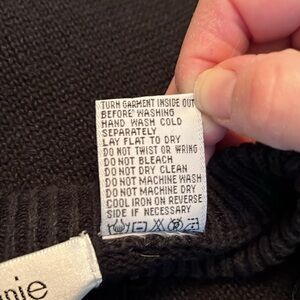 TURN GARMENT INSIDE OUT
BEFORE WASHING
HAND WASH COLD
SEPARATELY
LAY FLAT TO DRY
DO NOT TWIST OR WRING
DO NOT BLEACH
DO NOT DRY CLEAN
DO NOT MACHINE WASH
DO NOT MACHINE DRY
COOL IRON ON REVERSE
SIDE IF NECESSARY
nie